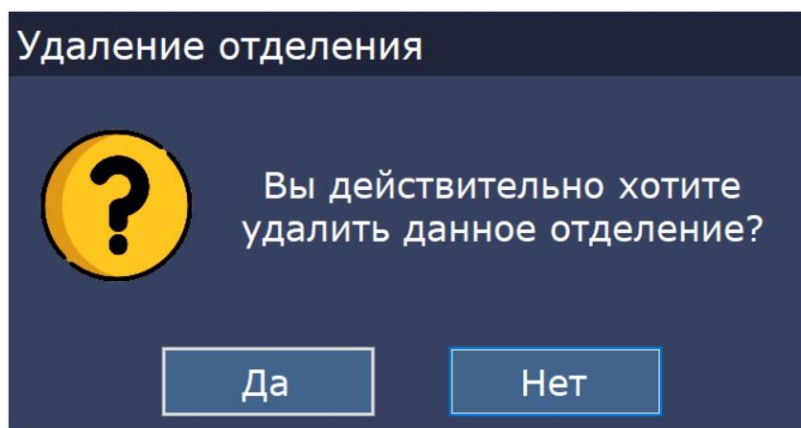 Удаление отделения
Вы действительно хотите
удалить данное отделение?
Да
Нет